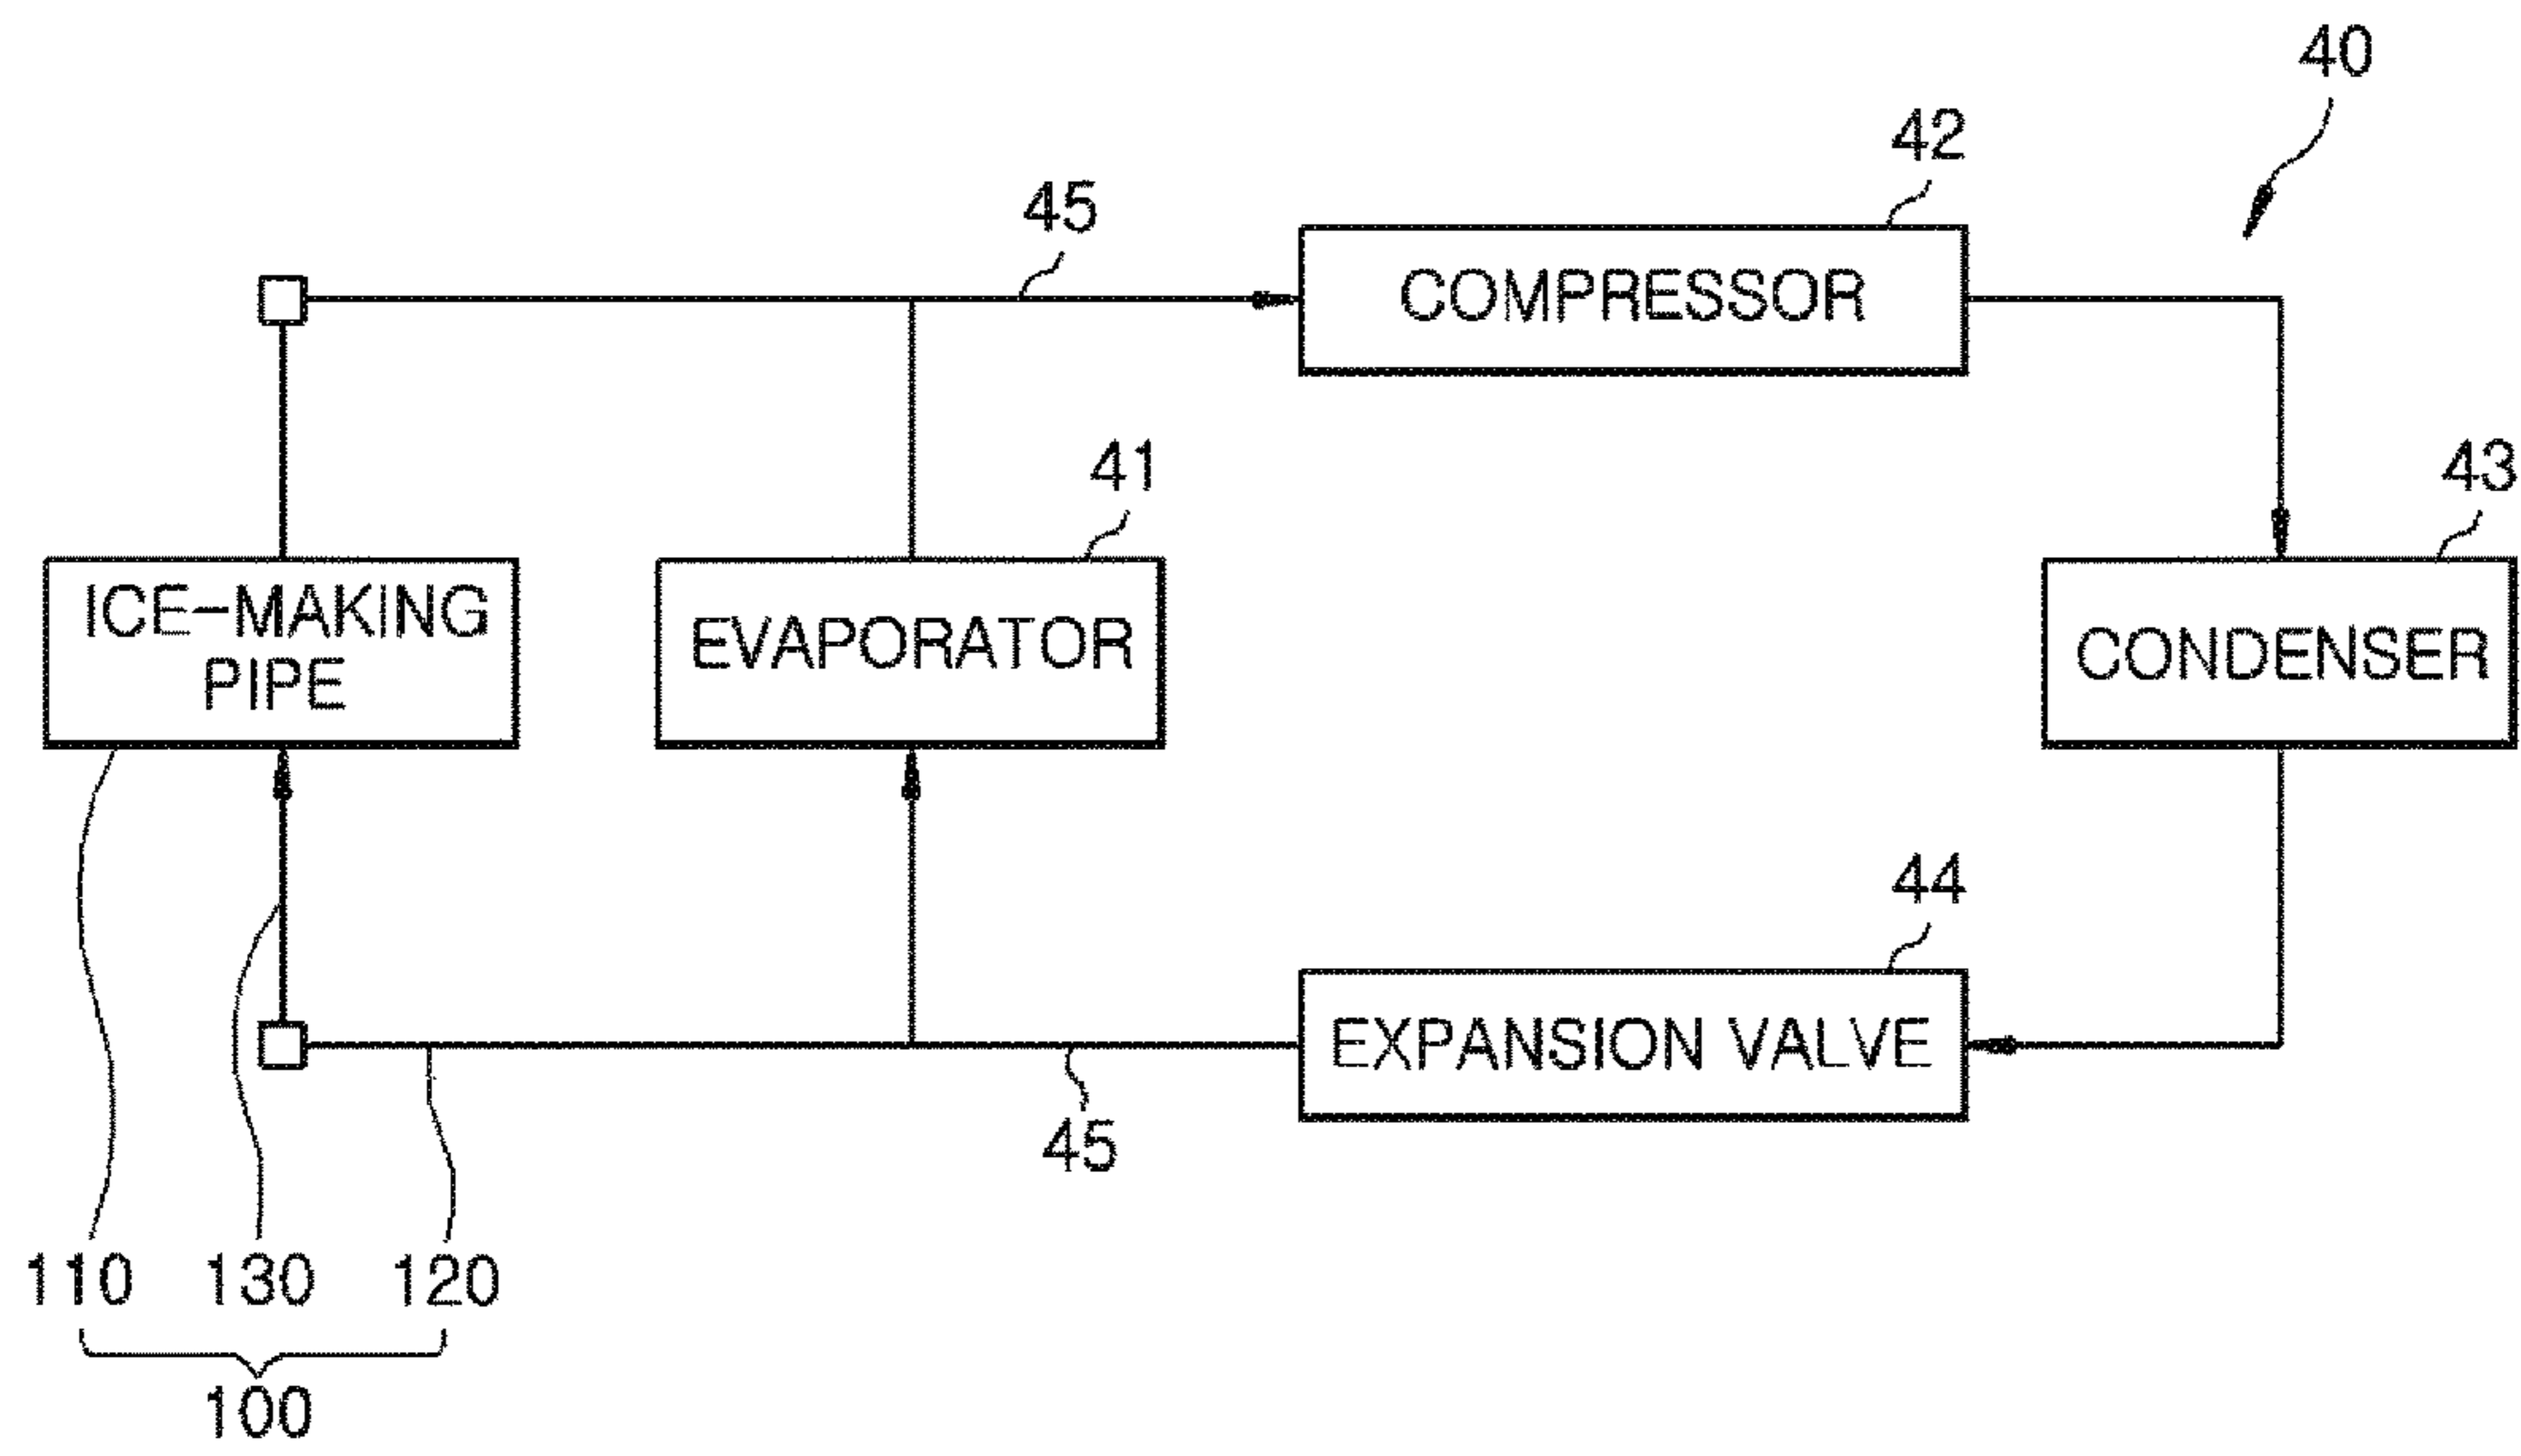 40
42
45
COMPRESSOR
41
43
ICE-MAKING
PIPE
EVAPORATOR
CONDENSER
44
EXPANSION VALVE
45
110 130 120
100